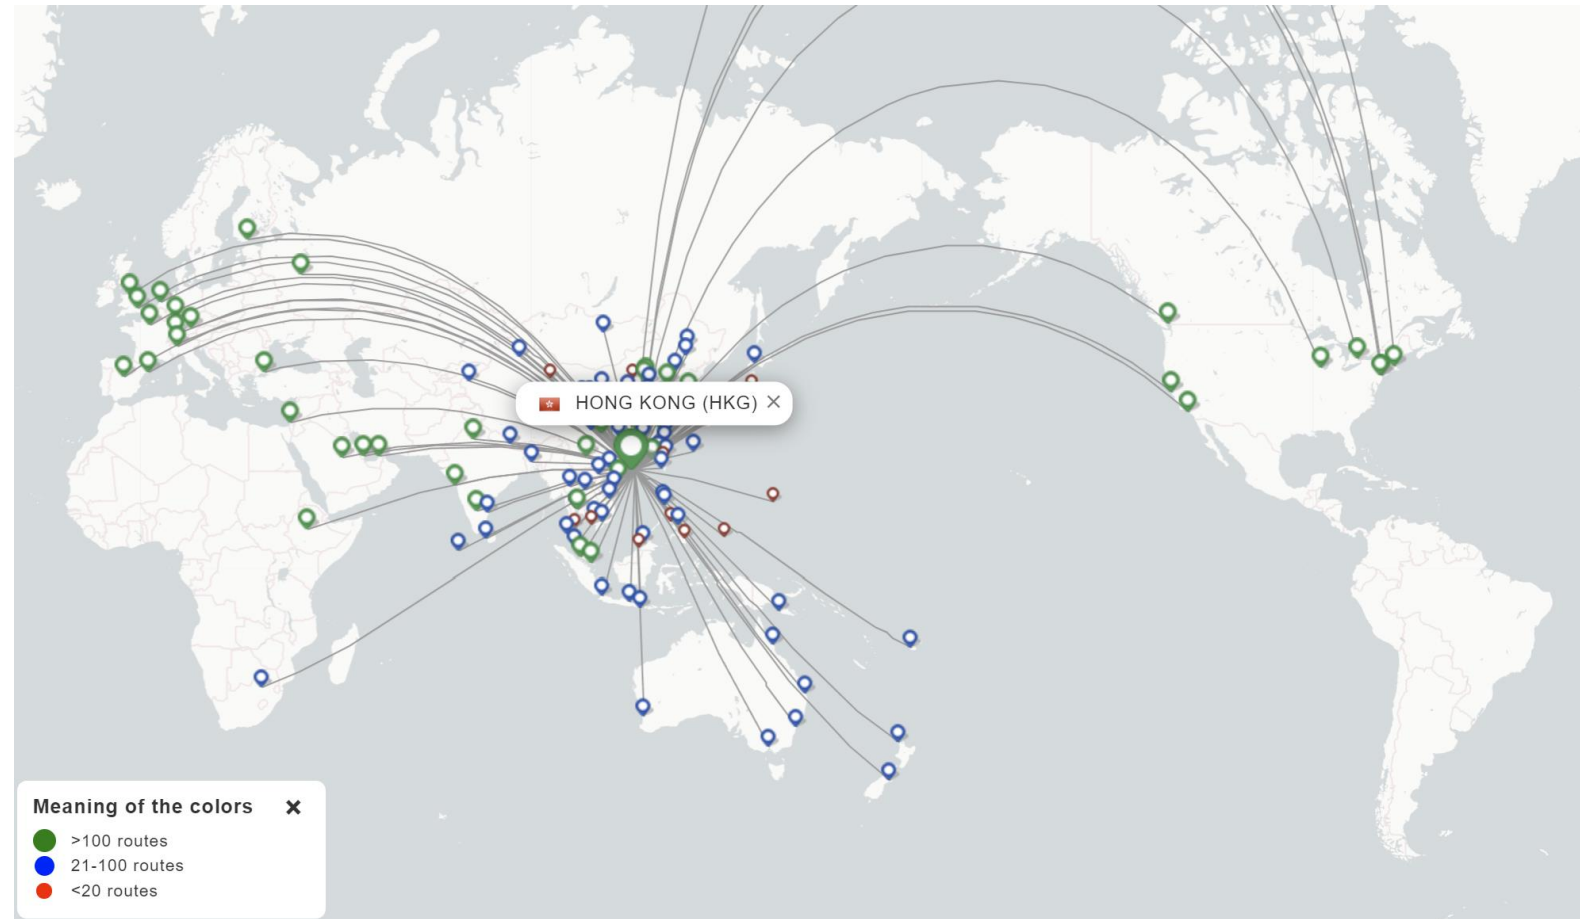 HONG KONG (HKG)
Meaning of the colors
>100 routes
21-100 routes
<20 routes